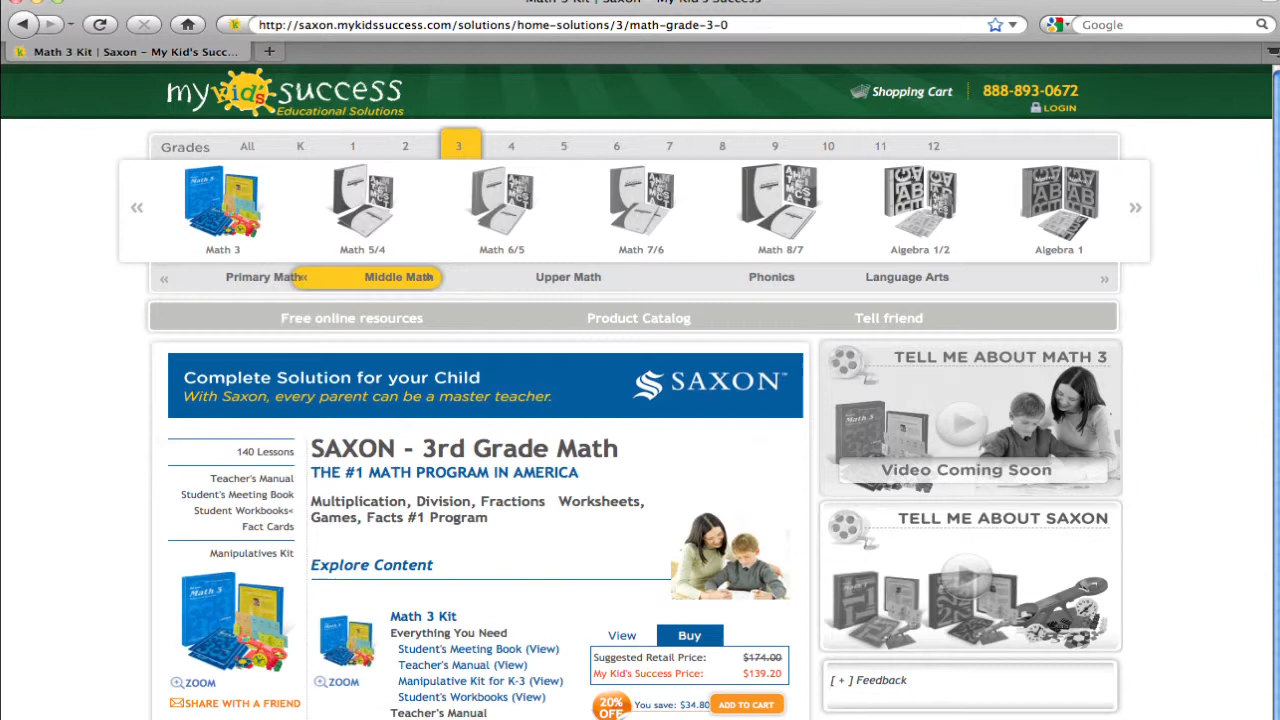 Math 3 Kit | Saxon - My Kid's Success
http://saxon.mykidssuccess.com/solutions/home-solutions/3/math-grade-3-0
Google
Math 3 Kit | Saxon – My Kid's Succ...
my kid's success
Educational Solutions
Shopping Cart
888-893-0672
LOGIN
Grades All K 1 2 3 4 5 6 7 8 9 10 11 12
« »
Math 3 Math 5/4 Math 6/5 Math 7/6 Math 8/7 Algebra 1/2 Algebra 1
« Primary Math « Middle Math » Upper Math Phonics Language Arts »
Free online resources Product Catalog Tell friend
Complete Solution for your Child
With Saxon, every parent can be a master teacher.
SAXON™
140 Lessons
Teacher's Manual
Student's Meeting Book
Student Workbooks<
Fact Cards
Manipulatives Kit
ZOOM
SHARE WITH A FRIEND
SAXON - 3rd Grade Math
THE #1 MATH PROGRAM IN AMERICA
Multiplication, Division, Fractions Worksheets,
Games, Facts #1 Program
Explore Content
ZOOM
Math 3 Kit
Everything You Need
Student's Meeting Book (View)
Teacher's Manual (View)
Manipulative Kit for K-3 (View)
Student's Workbooks (View)
Teacher's Manual
View Buy
Suggested Retail Price: $174.00
My Kid's Success Price: $139.20
20%
OFF
You save: $34.80
ADD TO CART
TELL ME ABOUT MATH 3
Math 3
Video Coming Soon
TELL ME ABOUT SAXON
[ + ] Feedback